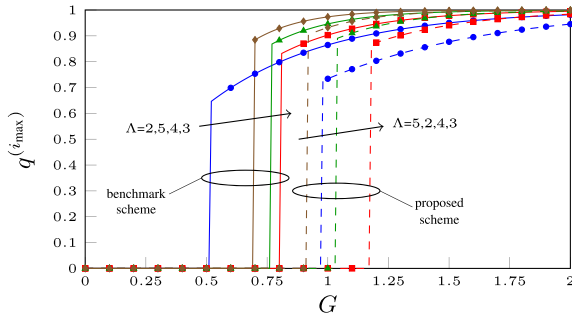 1
0.9
0.8
0.7
0.6
0.5
0.4
0.3
0.2
0.1
0
q^(i_max)
Λ=2,5,4,3
Λ=5,2,4,3
benchmark
scheme
proposed
scheme
0 0.25 0.5 0.75 1 1.25 1.5 1.75 2
G